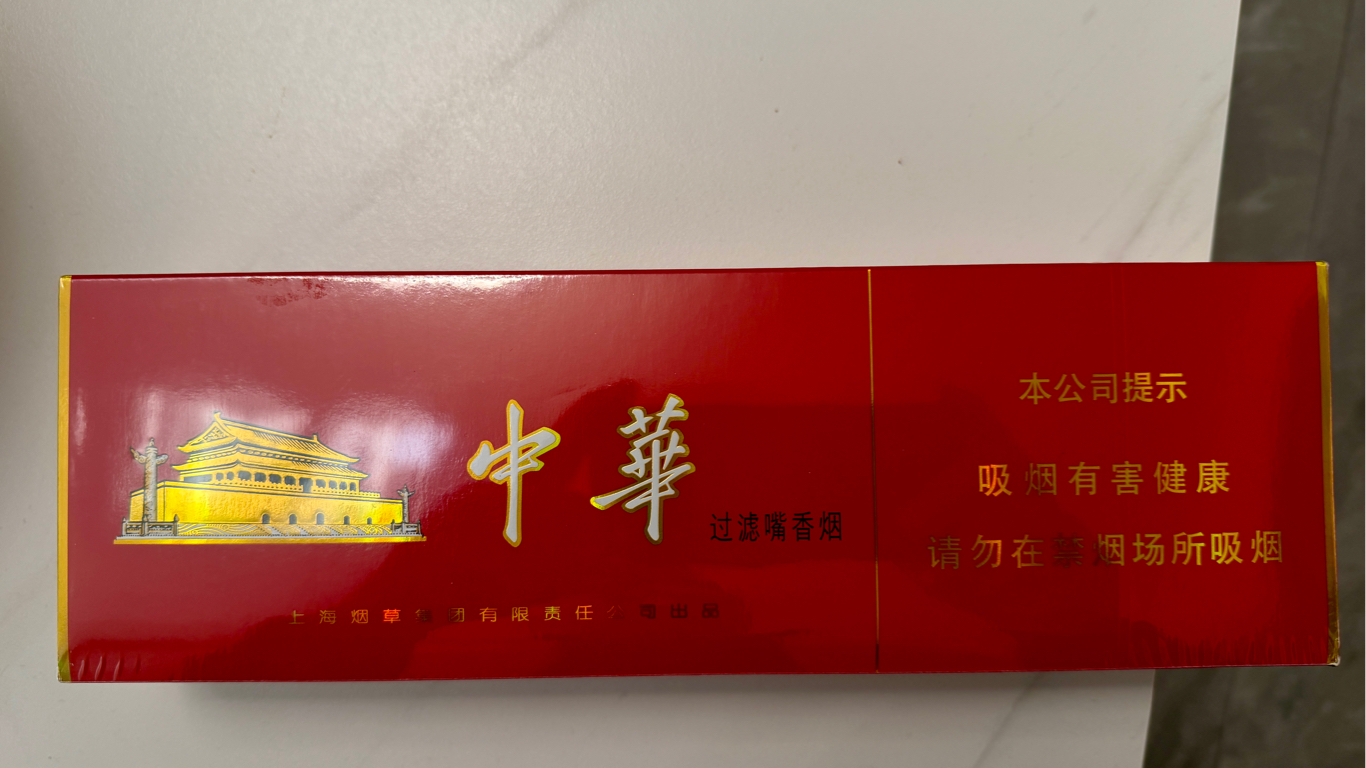 中華
过滤嘴香烟
上海烟草集团有限责任公司出品
本公司提示
吸烟有害健康
请勿在禁烟场所吸烟